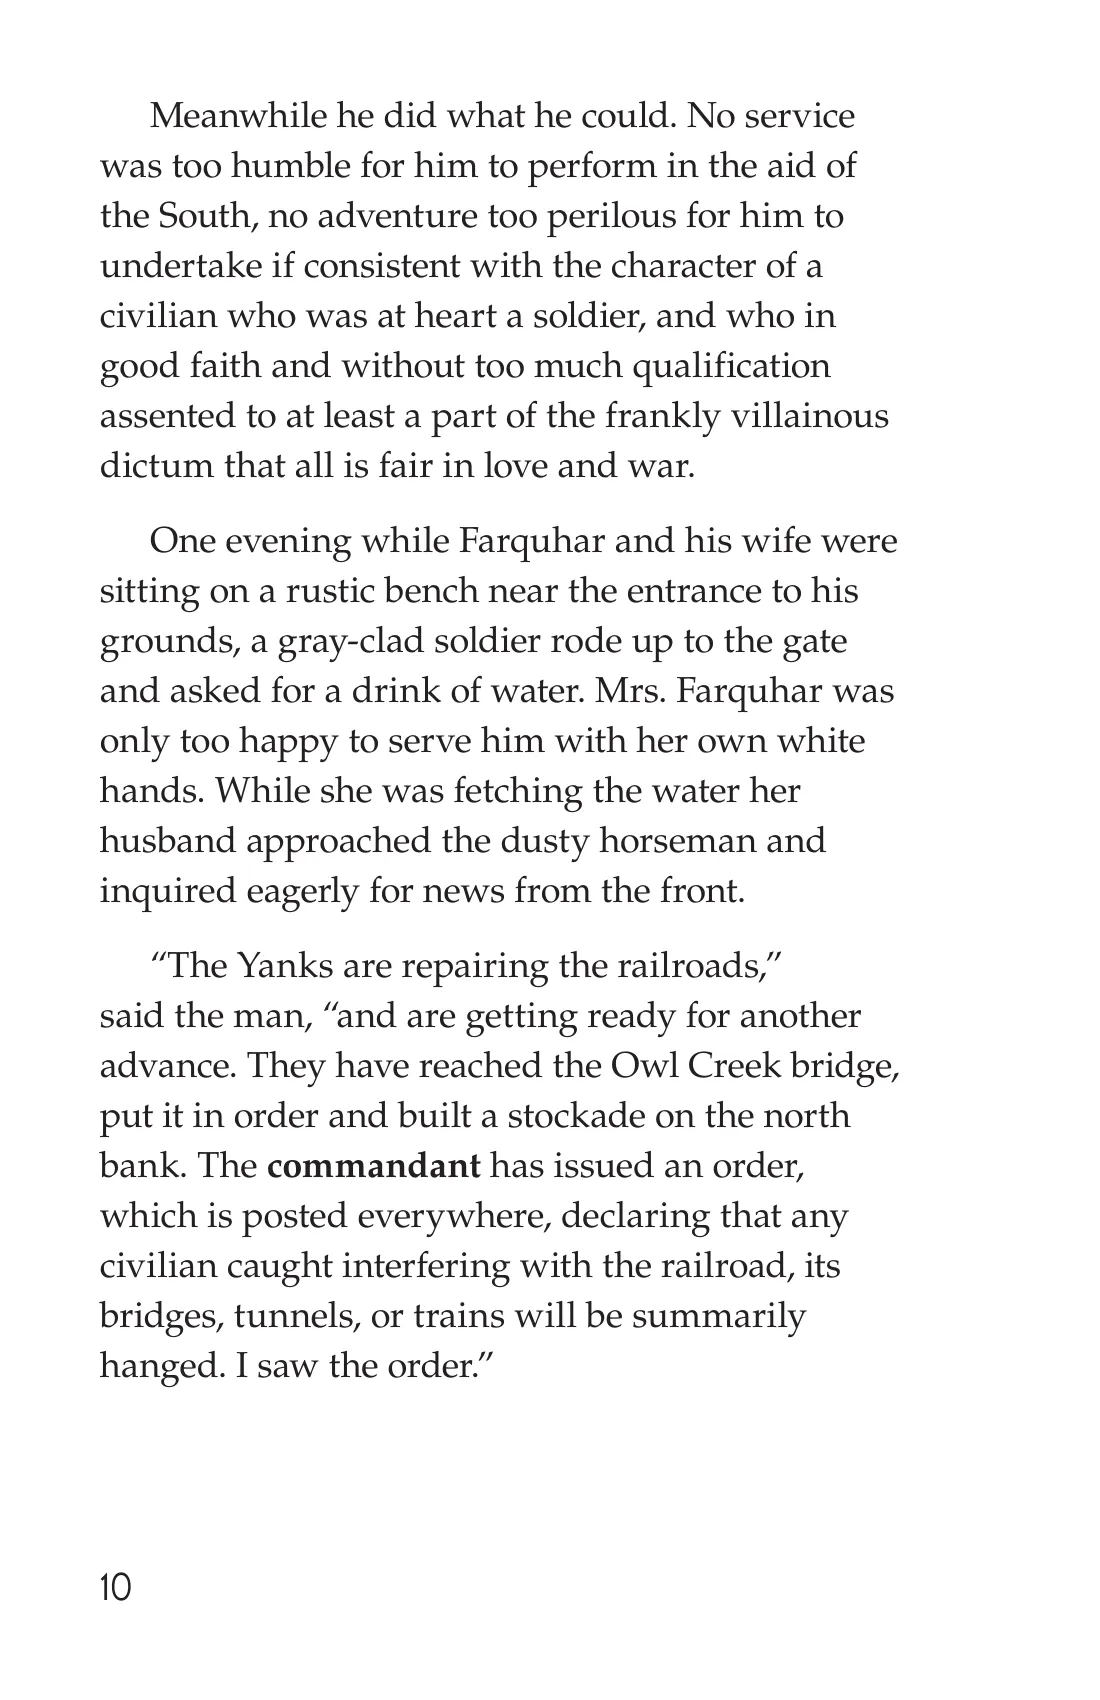 Meanwhile he did what he could. No service
was too humble for him to perform in the aid of
the South, no adventure too perilous for him to
undertake if consistent with the character of a
civilian who was at heart a soldier, and who in
good faith and without too much qualification
assented to at least a part of the frankly villainous
dictum that all is fair in love and war.
One evening while Farquhar and his wife were
sitting on a rustic bench near the entrance to his
grounds, a gray-clad soldier rode up to the gate
and asked for a drink of water. Mrs. Farquhar was
only too happy to serve him with her own white
hands. While she was fetching the water her
husband approached the dusty horseman and
inquired eagerly for news from the front.
“The Yanks are repairing the railroads,”
said the man, “and are getting ready for another
advance. They have reached the Owl Creek bridge,
put it in order and built a stockade on the north
bank. The commandant has issued an order,
which is posted everywhere, declaring that any
civilian caught interfering with the railroad, its
bridges, tunnels, or trains will be summarily
hanged. I saw the order.”
10